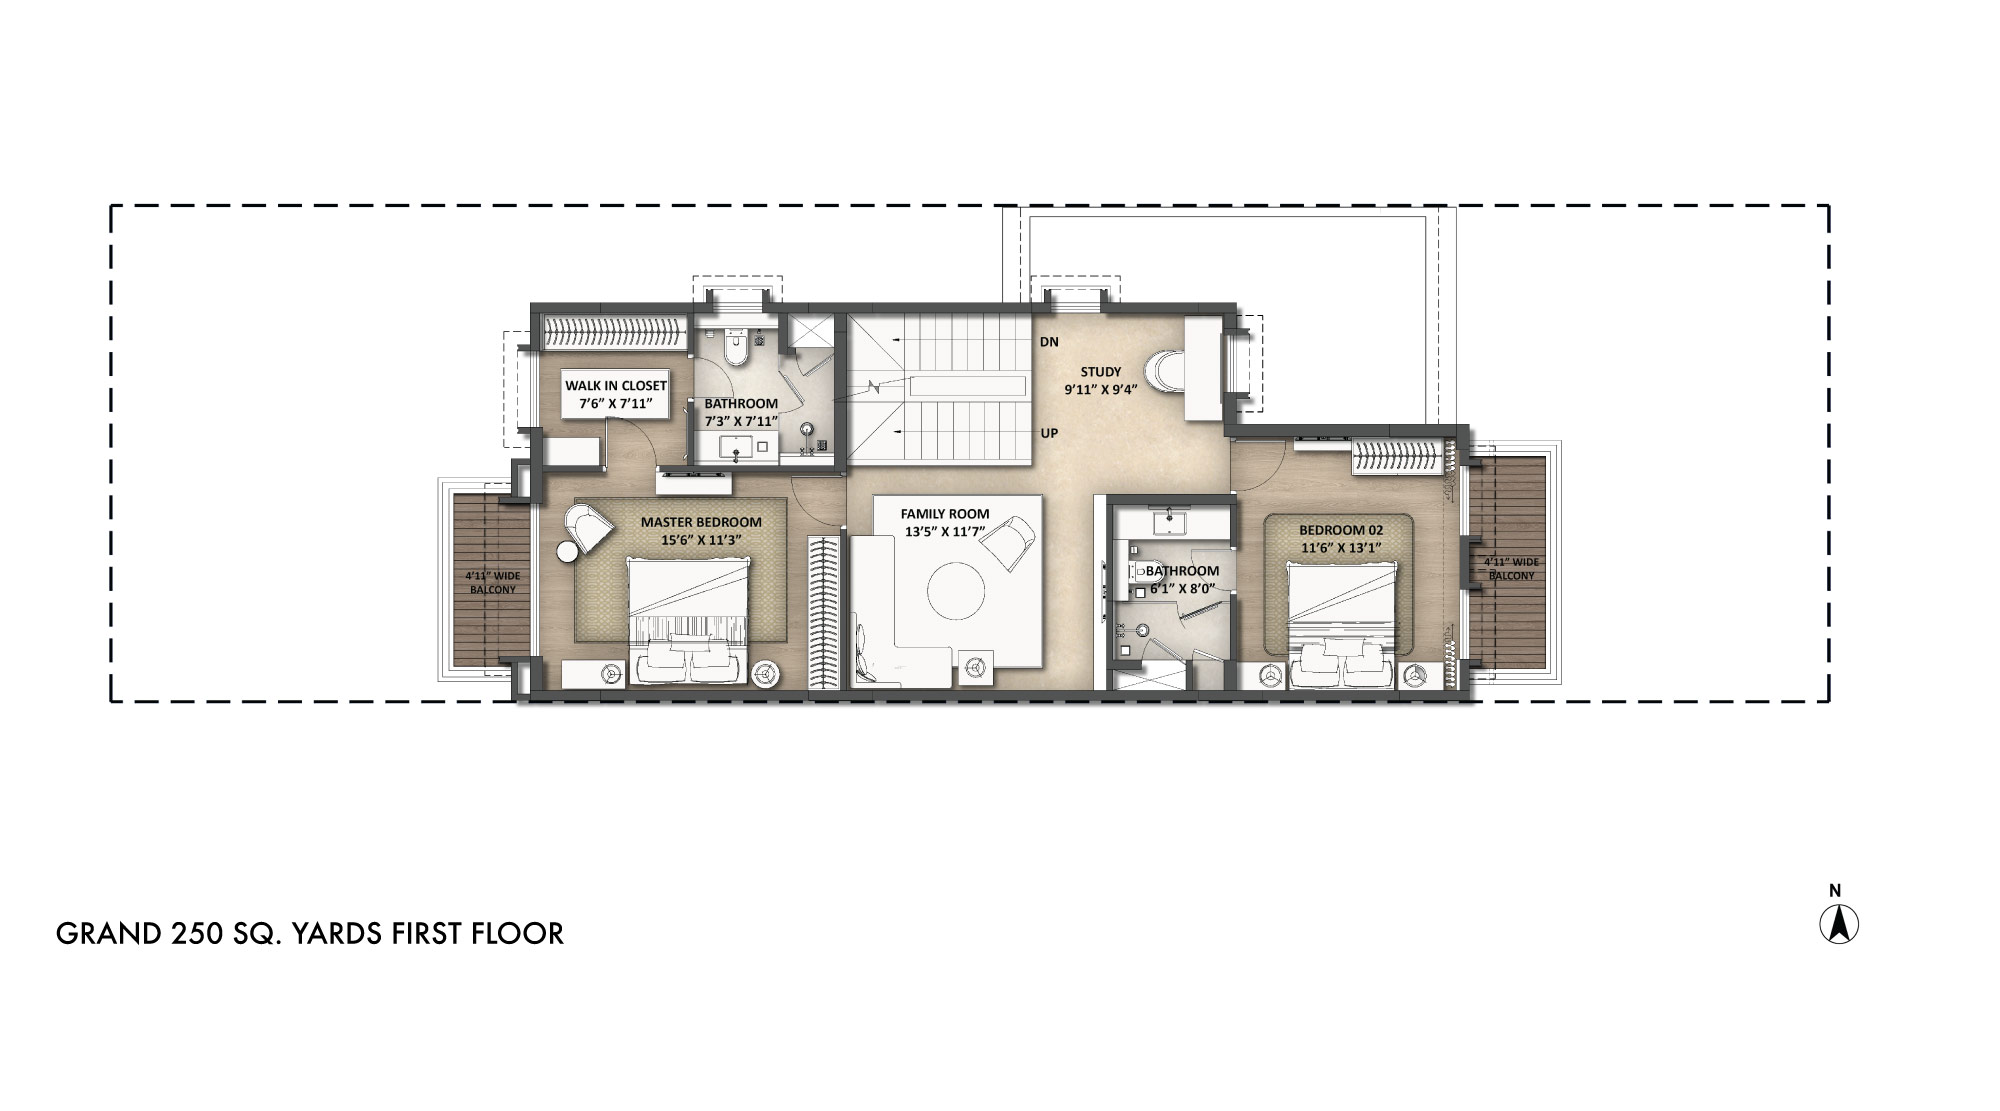 DN
STUDY
9’11” X 9’4”
WALK IN CLOSET
7’6” X 7’11”
BATHROOM
7’3” X 7’11”
UP
FAMILY ROOM
13’5” X 11’7”
MASTER BEDROOM
15’6” X 11’3”
BEDROOM 02
11’6” X 13’1”
4’11” WIDE
BALCONY
BATHROOM
6’1” X 8’0”
4’11” WIDE
BALCONY
N
GRAND 250 SQ. YARDS FIRST FLOOR